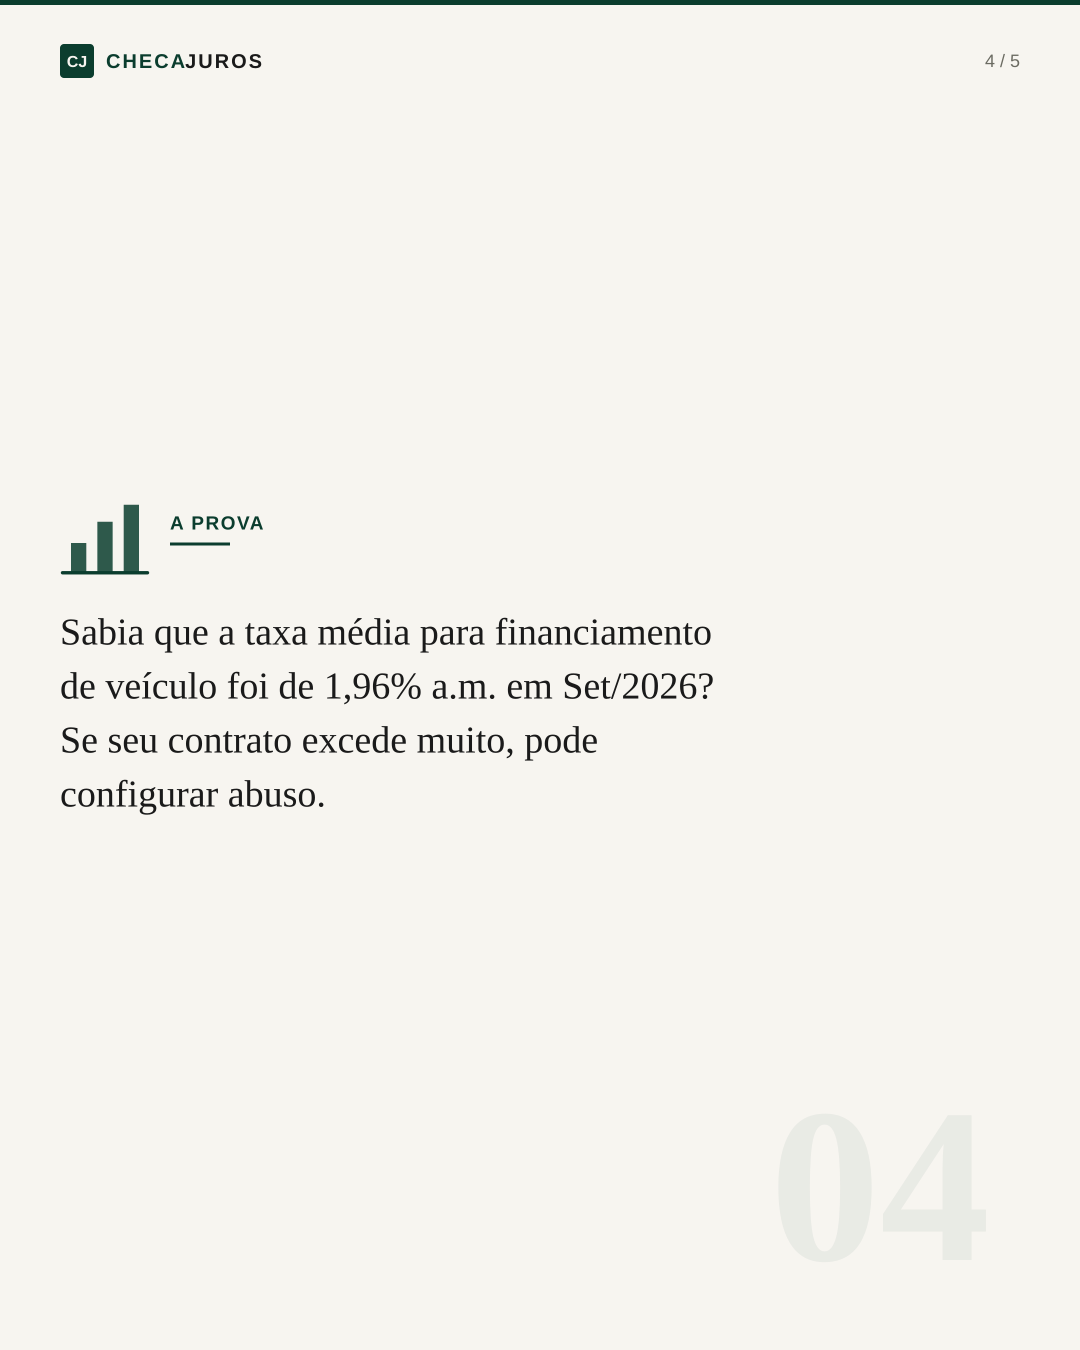 CJ CHECAJUROS
4 / 5
A PROVA
Sabia que a taxa média para financiamento
de veículo foi de 1,96% a.m. em Set/2026?
Se seu contrato excede muito, pode
configurar abuso.
04